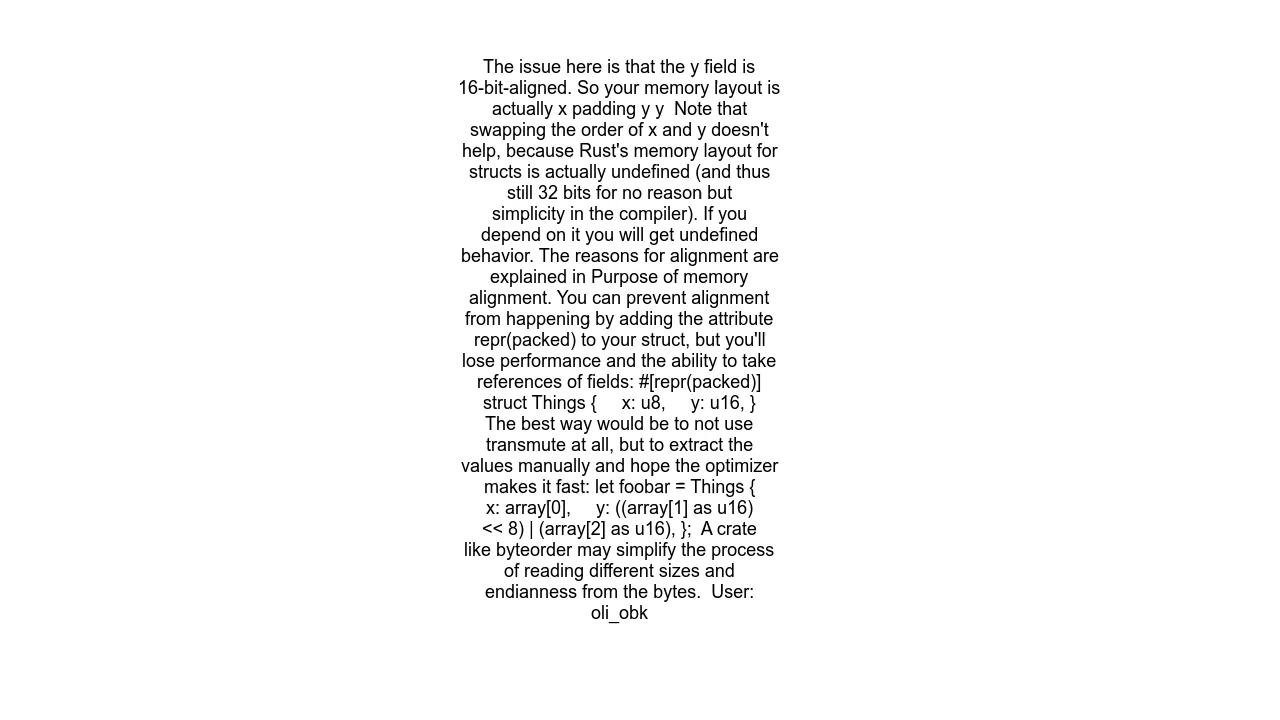 The issue here is that the y field is
16-bit-aligned. So your memory layout is
actually x padding y y  Note that
swapping the order of x and y doesn't
help, because Rust's memory layout for
structs is actually undefined (and thus
still 32 bits for no reason but
simplicity in the compiler). If you
depend on it you will get undefined
behavior. The reasons for alignment are
explained in Purpose of memory
alignment. You can prevent alignment
from happening by adding the attribute
repr(packed) to your struct, but you'll
lose performance and the ability to take
references of fields: #[repr(packed)]
struct Things {     x: u8,     y: u16, }
The best way would be to not use
transmute at all, but to extract the
values manually and hope the optimizer
makes it fast: let foobar = Things {
x: array[0],     y: ((array[1] as u16)
<< 8) | (array[2] as u16), };  A crate
like byteorder may simplify the process
of reading different sizes and
endianness from the bytes.  User:
oli_obk